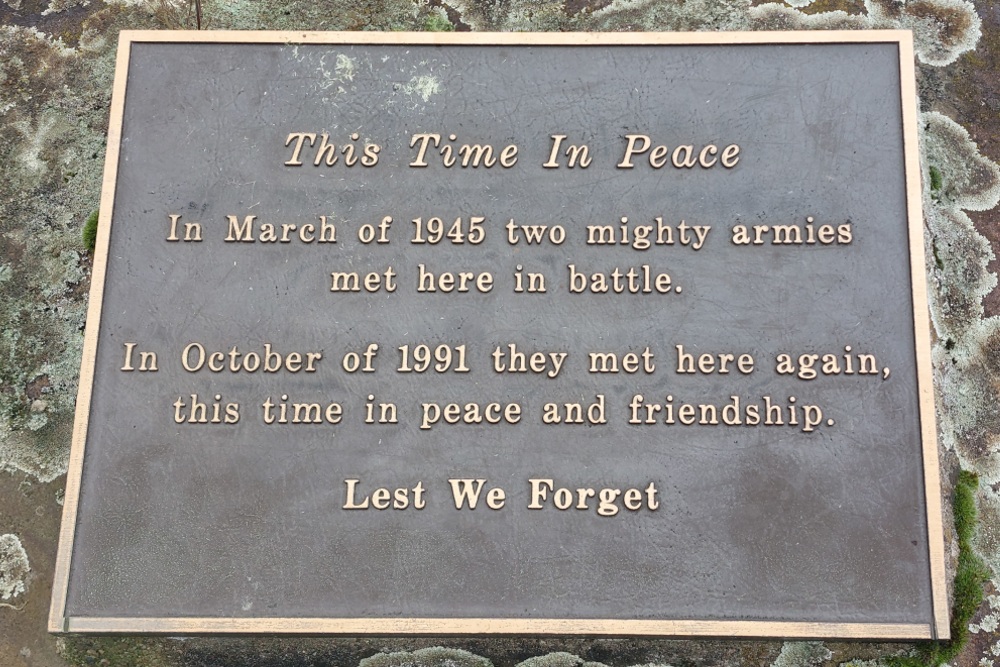 This Time In Peace
In March of 1945 two mighty armies
met here in battle.
In October of 1991 they met here again,
this time in peace and friendship.
Lest We Forget